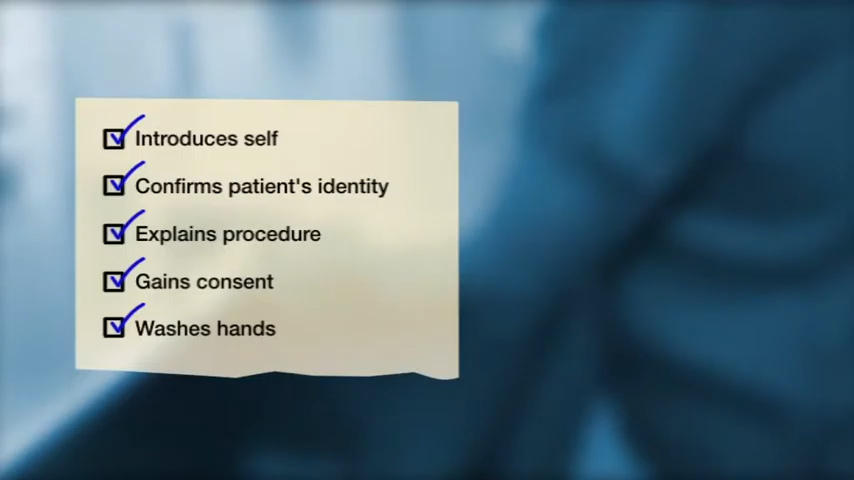 Introduces self
Confirms patient's identity
Explains procedure
Gains consent
Washes hands